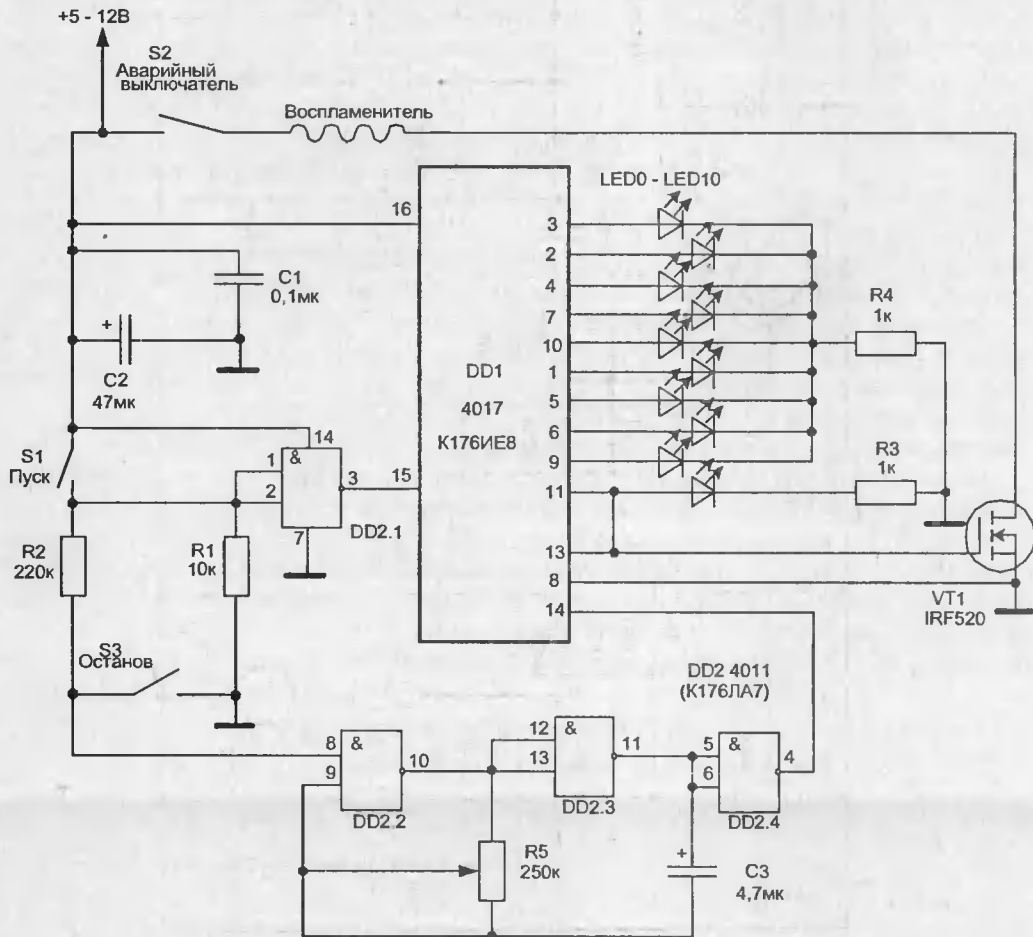 +5 - 12В
S2
Аварийный
выключатель
Воспламенитель
LED0 - LED10
16
3
2
4
7
10
1
5
6
9
11
13
8
14
15
C1
0,1мк
+
C2
47мк
DD1
4017
К176ИЕ8
R4
1к
R3
1к
S1
Пуск
14
1
&
2
3
7
DD2.1
R2
220к
R1
10к
VT1
IRF520
S3
Останов
DD2 4011
(К176ЛА7)
8
&
9
10
DD2.2
12
&
13
11
DD2.3
5
&
6
4
DD2.4
R5
250к
+
C3
4,7мк